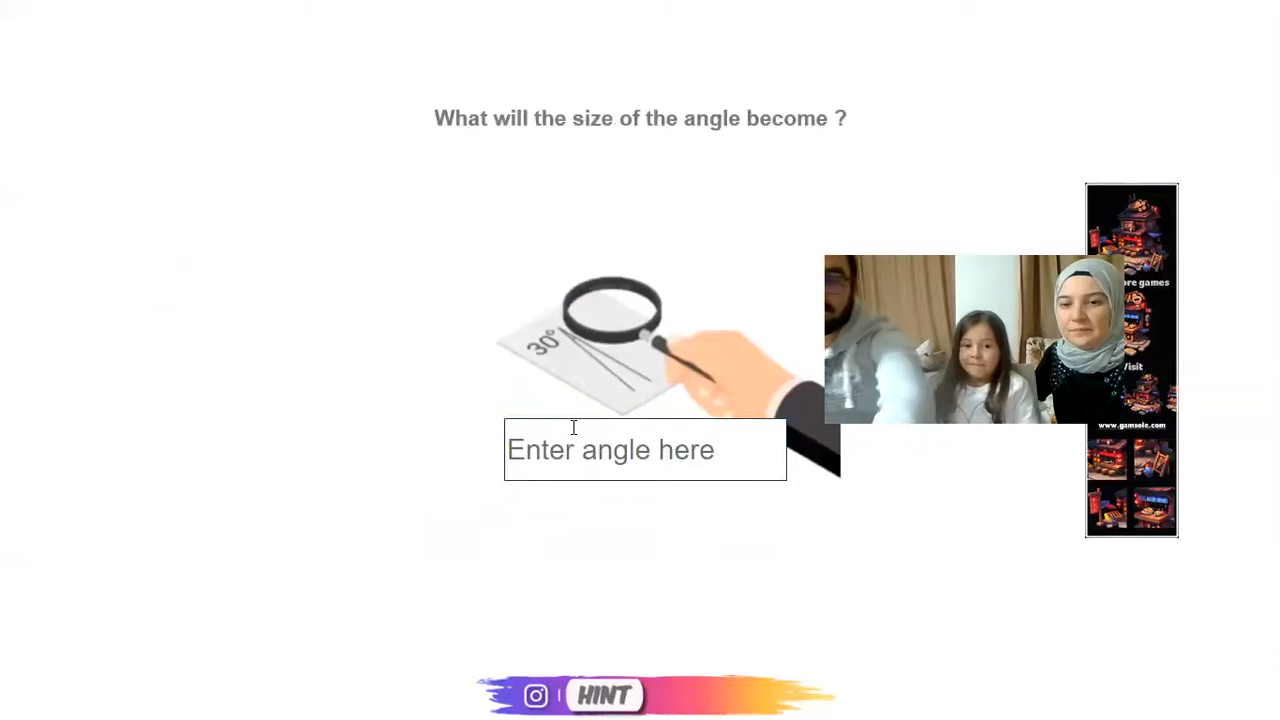 What will the size of the angle become ?
30°
ore games
Visit
www.gamsole.com
Enter angle here
HINT